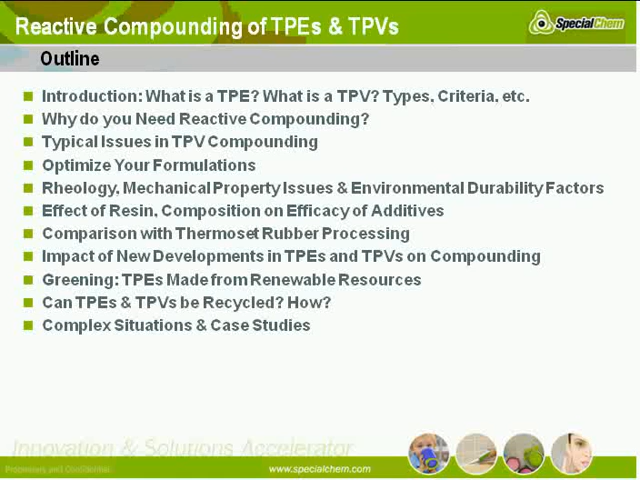 Reactive Compounding of TPEs & TPVs
SpecialChem
Outline
Introduction: What is a TPE? What is a TPV? Types, Criteria, etc.
Why do you Need Reactive Compounding?
Typical Issues in TPV Compounding
Optimize Your Formulations
Rheology, Mechanical Property Issues & Environmental Durability Factors
Effect of Resin, Composition on Efficacy of Additives
Comparison with Thermoset Rubber Processing
Impact of New Developments in TPEs and TPVs on Compounding
Greening: TPEs Made from Renewable Resources
Can TPEs & TPVs be Recycled? How?
Complex Situations & Case Studies
Innovation & Solutions Accelerator
Proprietary and Confidential
www.specialchem.com